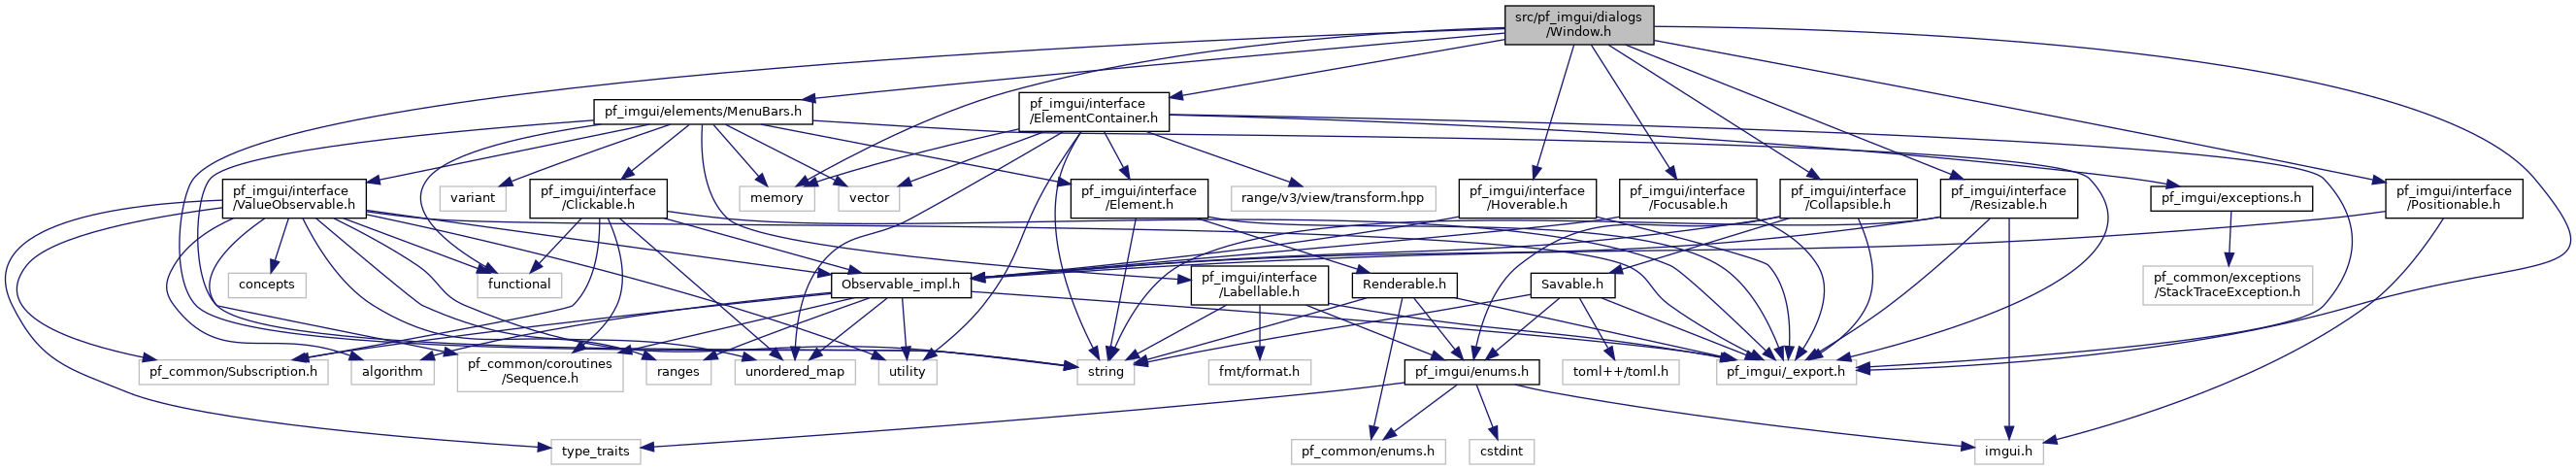 src/pf_imgui/dialogs
/Window.h
pf_imgui/elements/MenuBars.h
pf_imgui/interface
/ElementContainer.h
pf_imgui/interface
/ValueObservable.h
variant
pf_imgui/interface
/Clickable.h
memory
vector
pf_imgui/interface
/Element.h
range/v3/view/transform.hpp
pf_imgui/interface
/Hoverable.h
pf_imgui/interface
/Focusable.h
pf_imgui/interface
/Collapsible.h
pf_imgui/interface
/Resizable.h
pf_imgui/exceptions.h
pf_imgui/interface
/Positionable.h
concepts
functional
Observable_impl.h
pf_imgui/interface
/Labellable.h
Renderable.h
Savable.h
pf_common/exceptions
/StackTraceException.h
pf_common/Subscription.h
algorithm
pf_common/coroutines
/Sequence.h
ranges
unordered_map
utility
string
fmt/format.h
pf_imgui/enums.h
toml++/toml.h
pf_imgui/_export.h
type_traits
pf_common/enums.h
cstdint
imgui.h